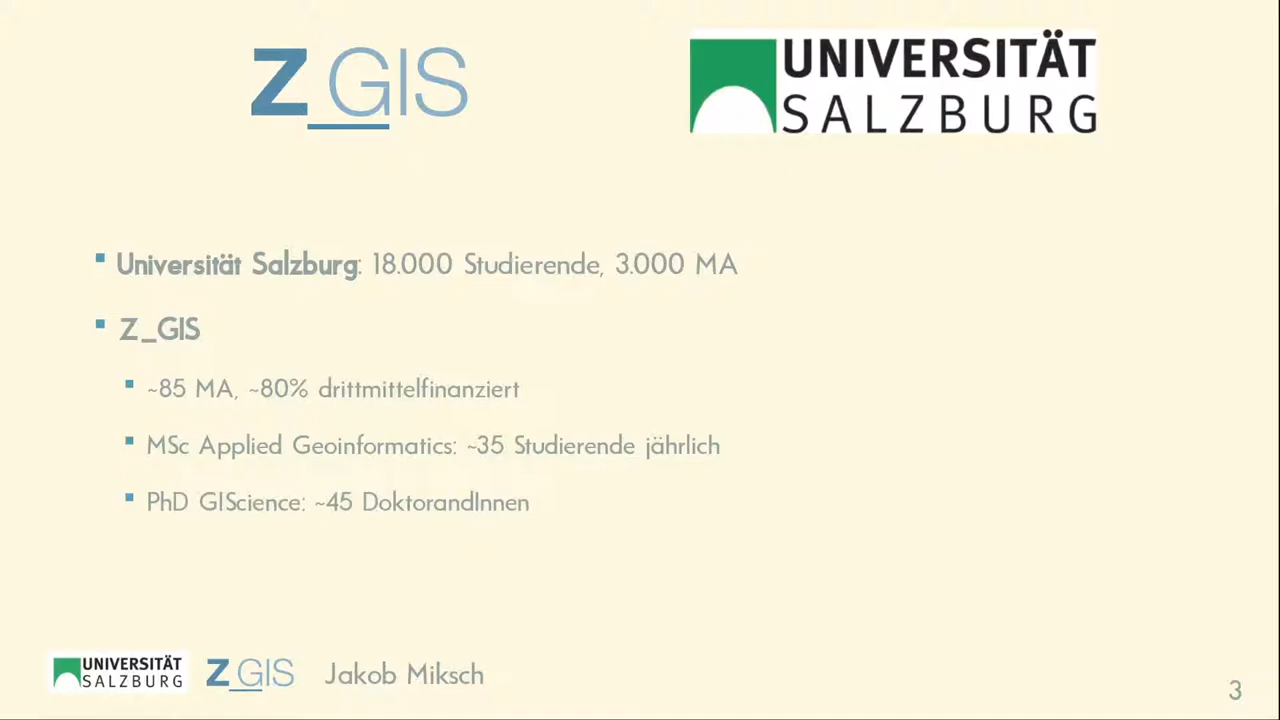 Z_GIS
UNIVERSITÄT
SALZBURG
Universität Salzburg: 18.000 Studierende, 3.000 MA
Z_GIS
~85 MA, ~80% drittmittelfinanziert
MSc Applied Geoinformatics: ~35 Studierende jährlich
PhD GIScience: ~45 DoktorandInnen
UNIVERSITÄT
SALZBURG
Z_GIS
Jakob Miksch
3